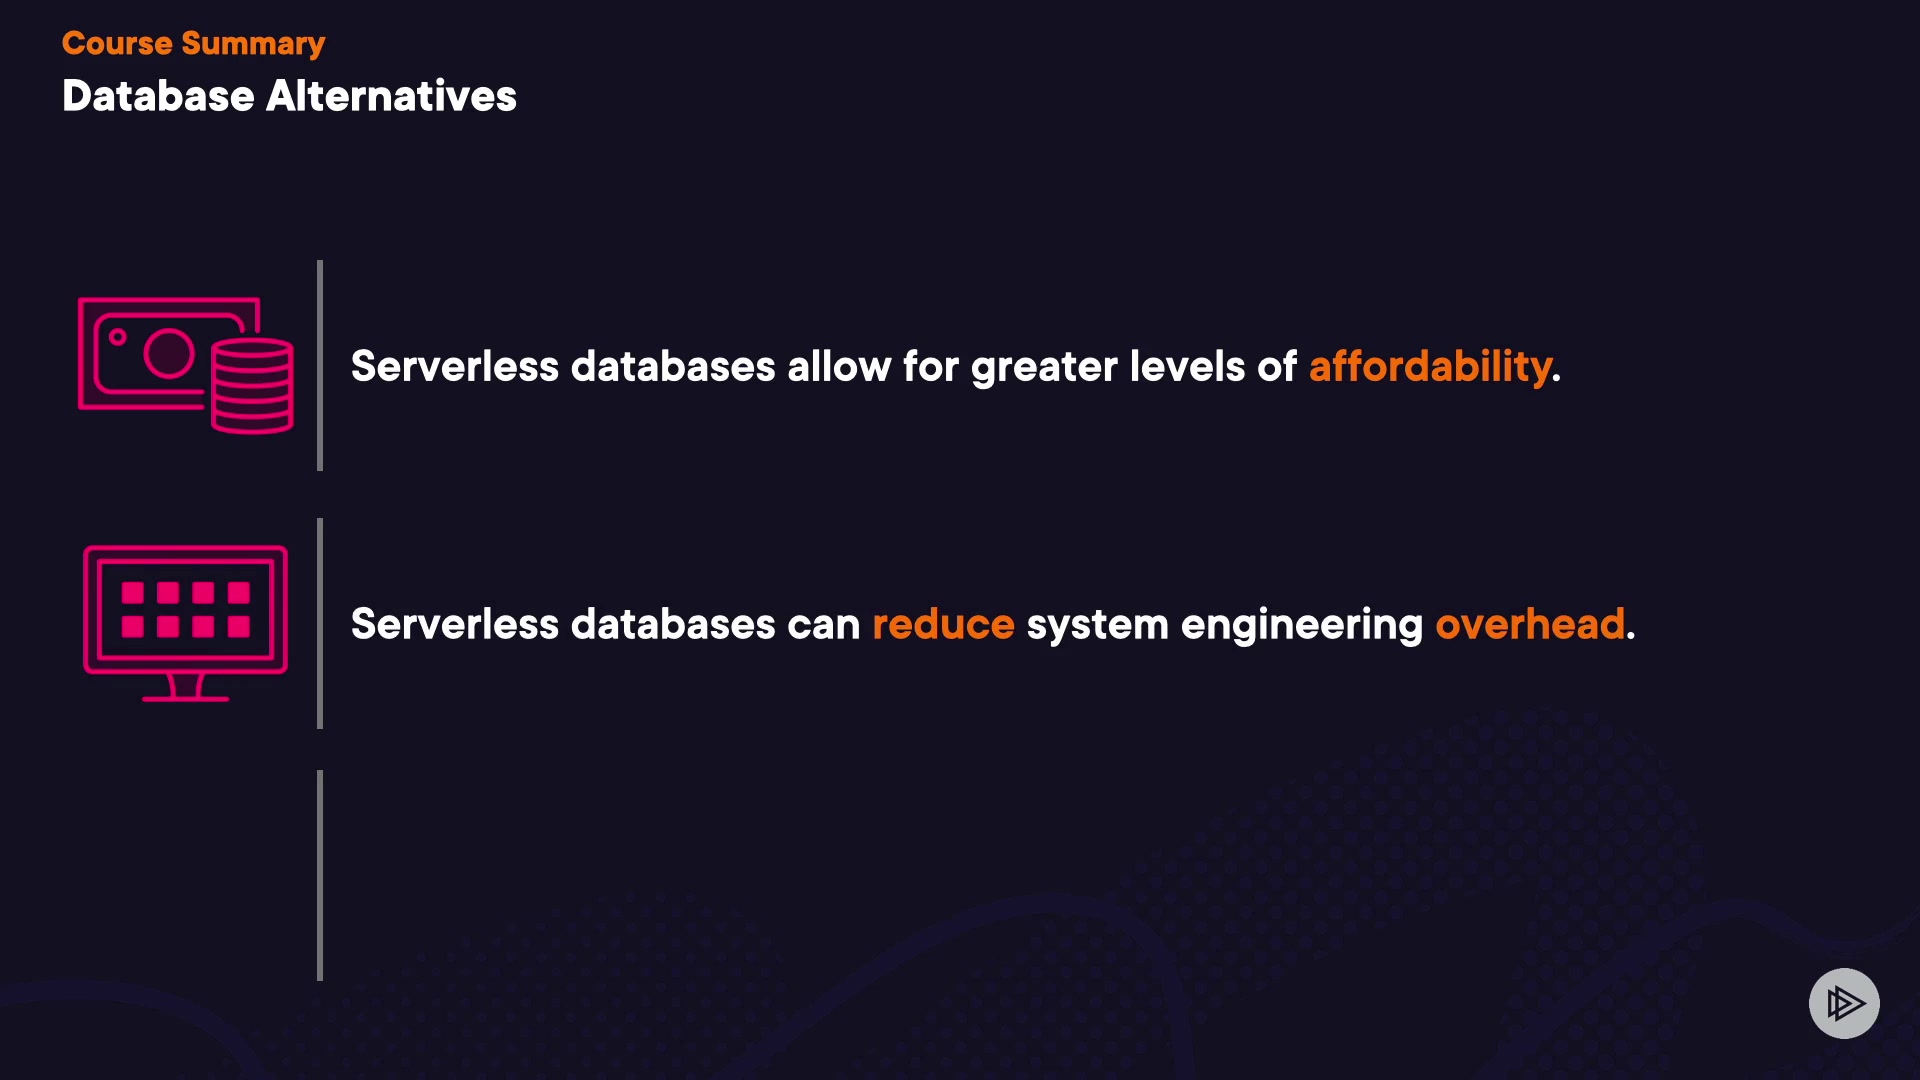 Course Summary
Database Alternatives
Serverless databases allow for greater levels of affordability.
Serverless databases can reduce system engineering overhead.